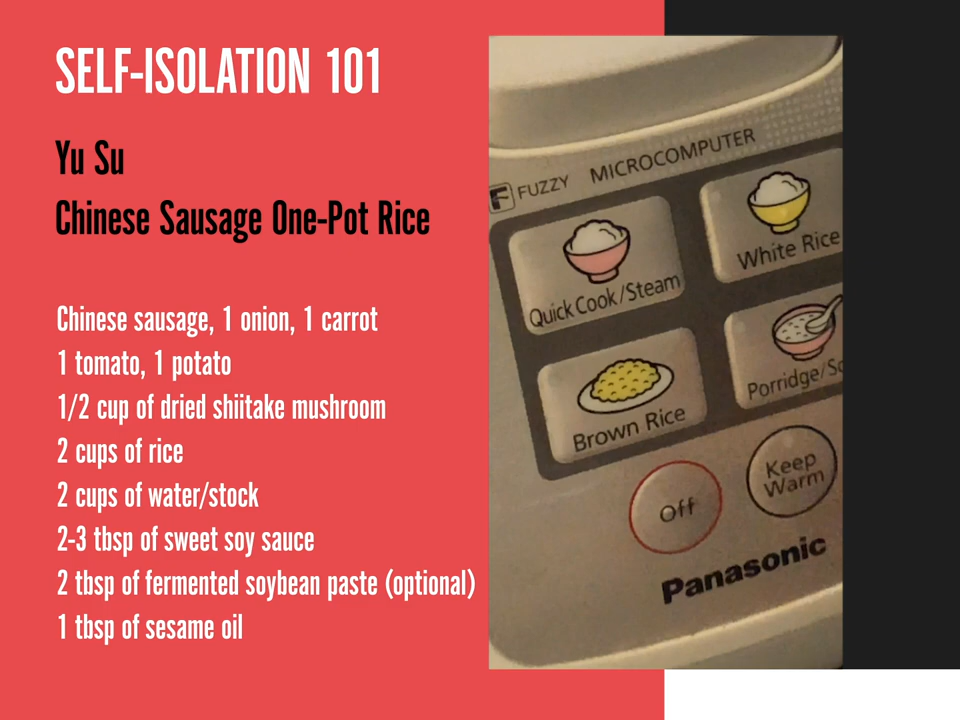 SELF-ISOLATION 101
Yu Su
Chinese Sausage One-Pot Rice
Chinese sausage, 1 onion, 1 carrot
1 tomato, 1 potato
1/2 cup of dried shiitake mushroom
2 cups of rice
2 cups of water/stock
2-3 tbsp of sweet soy sauce
2 tbsp of fermented soybean paste (optional)
1 tbsp of sesame oil
F FUZZY MICROCOMPUTER
Quick Cook/Steam
White Rice
Brown Rice
Porridge/So
Off
Keep
Warm
Panasonic